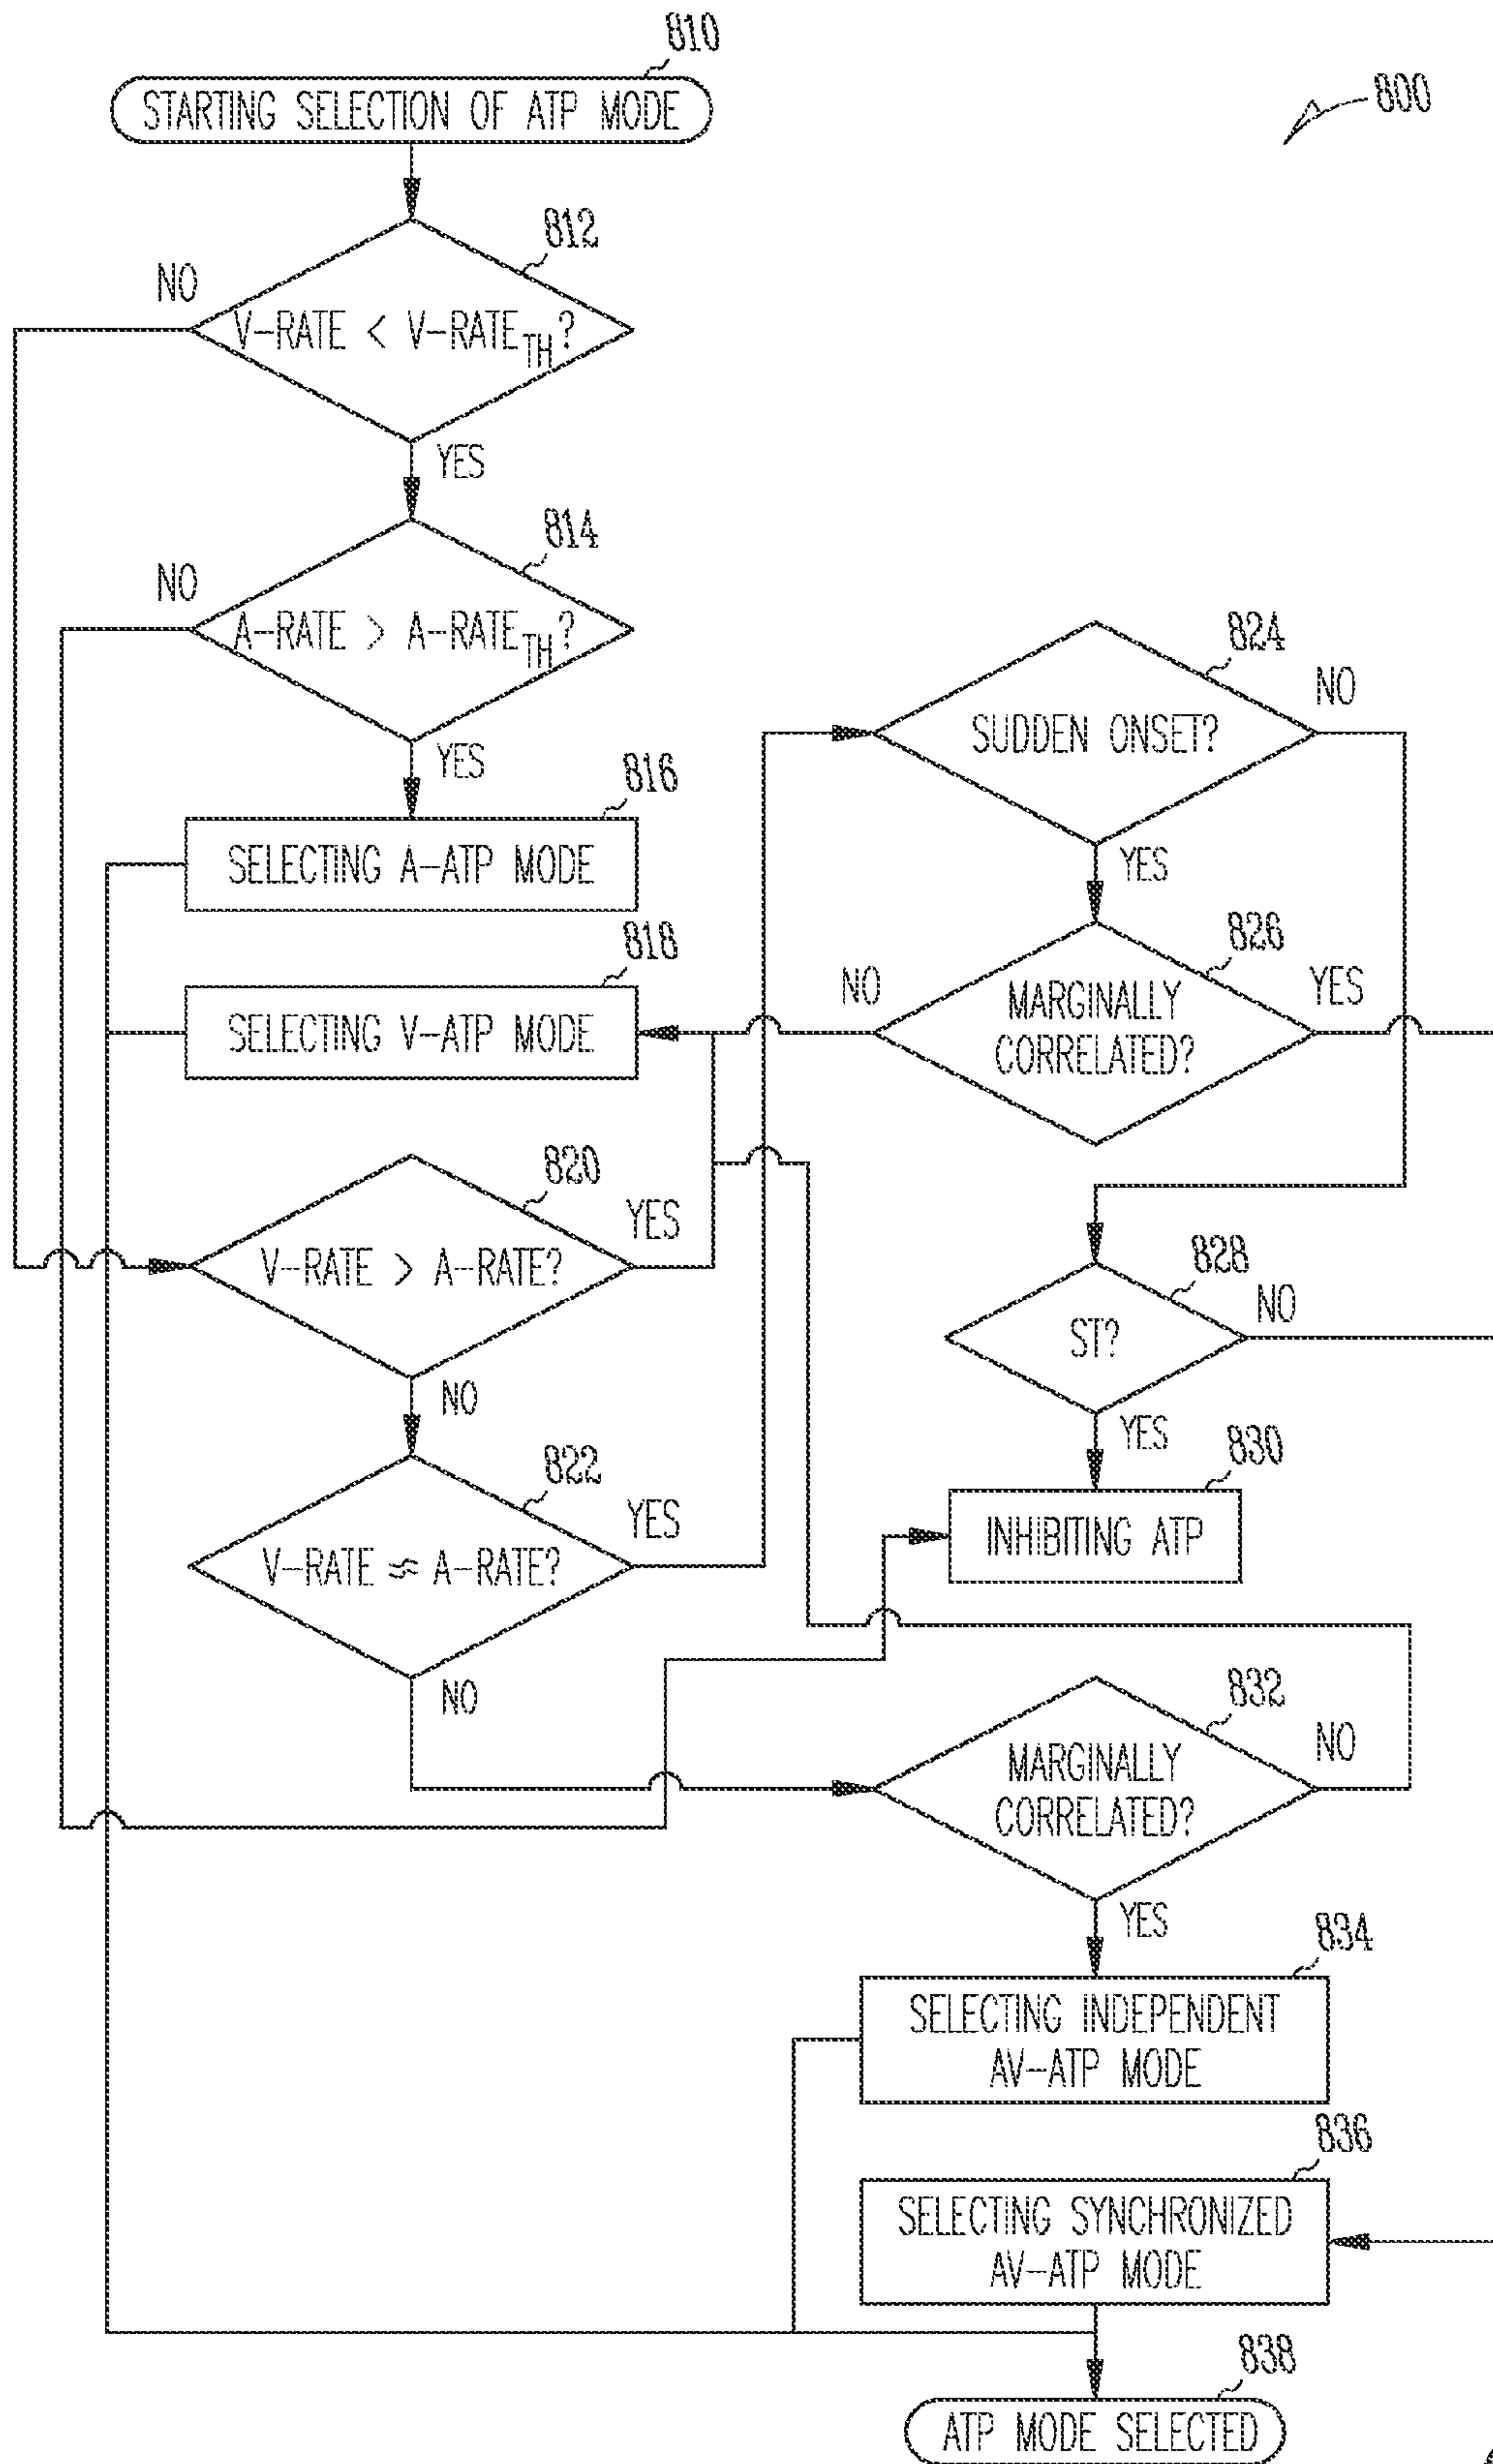 810
STARTING SELECTION OF ATP MODE
800
812
NO
V-RATE < V-RATE_TH?
YES
814
NO
A-RATE > A-RATE_TH?
YES
816
SELECTING A-ATP MODE
818
SELECTING V-ATP MODE
820
YES
V-RATE > A-RATE?
NO
822
YES
V-RATE ≈ A-RATE?
NO
824
NO
SUDDEN ONSET?
YES
826
NO
YES
MARGINALLY
CORRELATED?
828
NO
ST?
YES
830
INHIBITING ATP
832
NO
MARGINALLY
CORRELATED?
YES
834
SELECTING INDEPENDENT
AV-ATP MODE
836
SELECTING SYNCHRONIZED
AV-ATP MODE
838
ATP MODE SELECTED